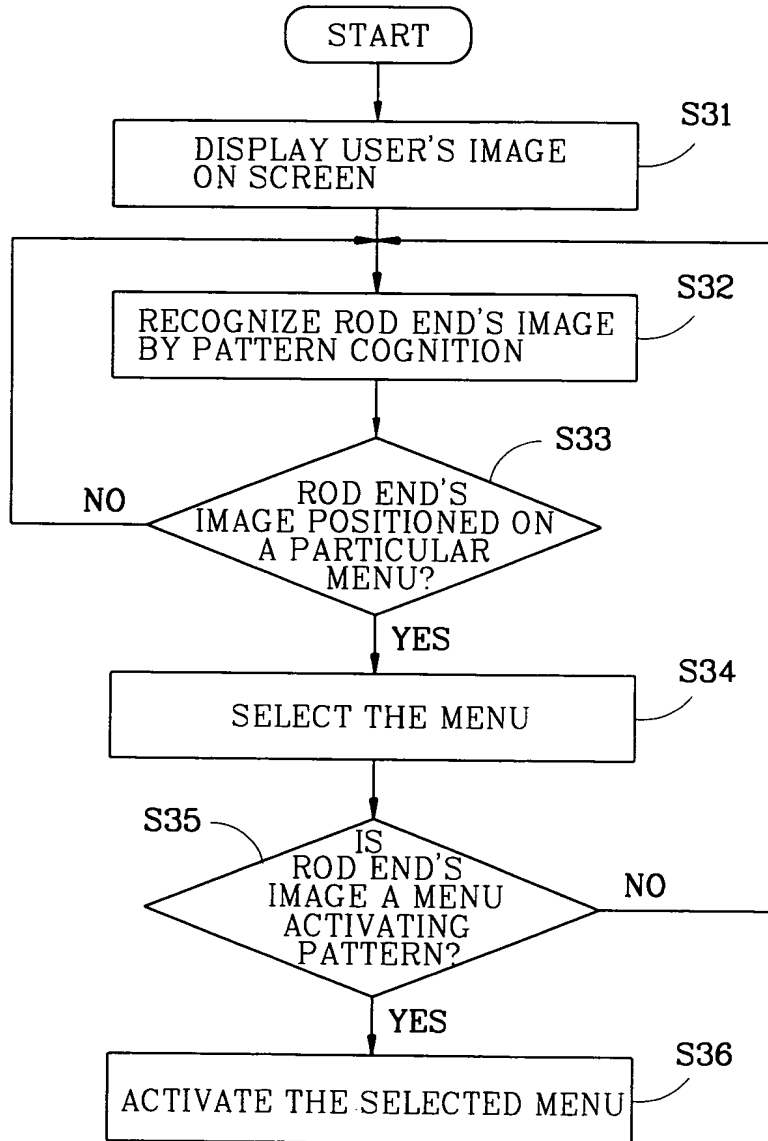 START
S31
DISPLAY USER'S IMAGE
ON SCREEN
S32
RECOGNIZE ROD END'S IMAGE
BY PATTERN COGNITION
S33
NO
ROD END'S
IMAGE POSITIONED ON
A PARTICULAR
MENU?
YES
S34
SELECT THE MENU
S35
IS
ROD END'S
IMAGE A MENU
ACTIVATING
PATTERN?
NO
YES
S36
ACTIVATE THE SELECTED MENU